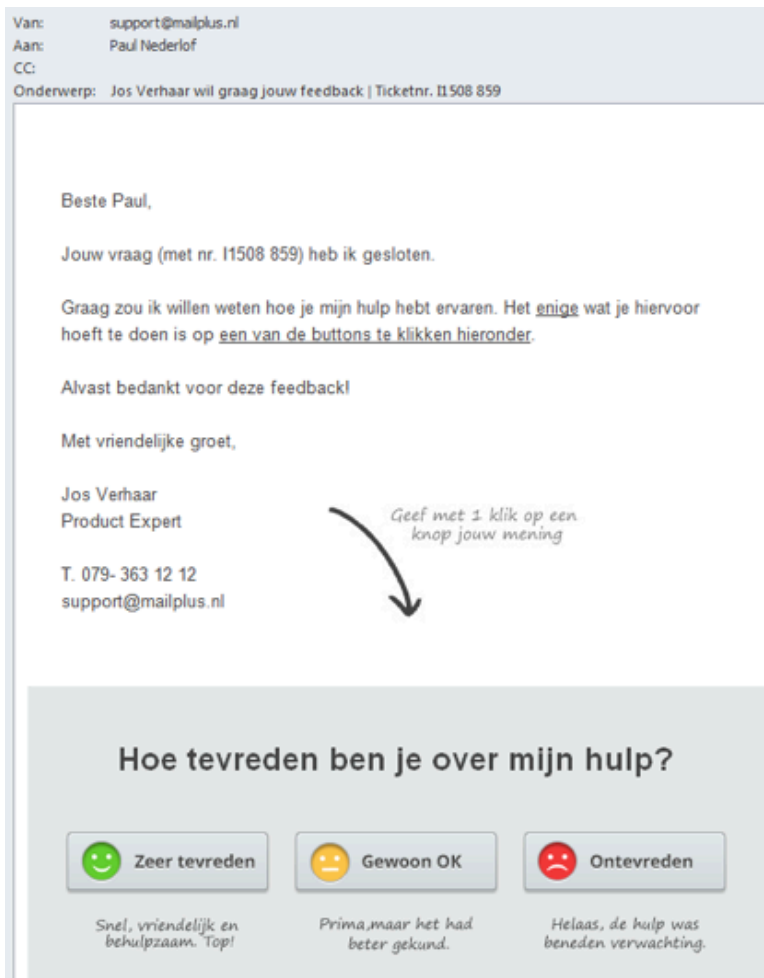 Van: support@mailplus.nl
Aan: Paul Nederlof
CC:
Onderwerp: Jos Verhaar wil graag jouw feedback | Ticketnr. I1508 859
Beste Paul,
Jouw vraag (met nr. I1508 859) heb ik gesloten.
Graag zou ik willen weten hoe je mijn hulp hebt ervaren. Het enige wat je hiervoor
hoeft te doen is op een van de buttons te klikken hieronder.
Alvast bedankt voor deze feedback!
Met vriendelijke groet,
Jos Verhaar
Product Expert
Geef met 1 klik op een
knop jouw mening
T. 079- 363 12 12
support@mailplus.nl
Hoe tevreden ben je over mijn hulp?
Zeer tevreden
Gewoon OK
Ontevreden
Snel, vriendelijk en
behulpzaam. Top!
Prima,maar het had
beter gekund.
Helaas, de hulp was
beneden verwachting.